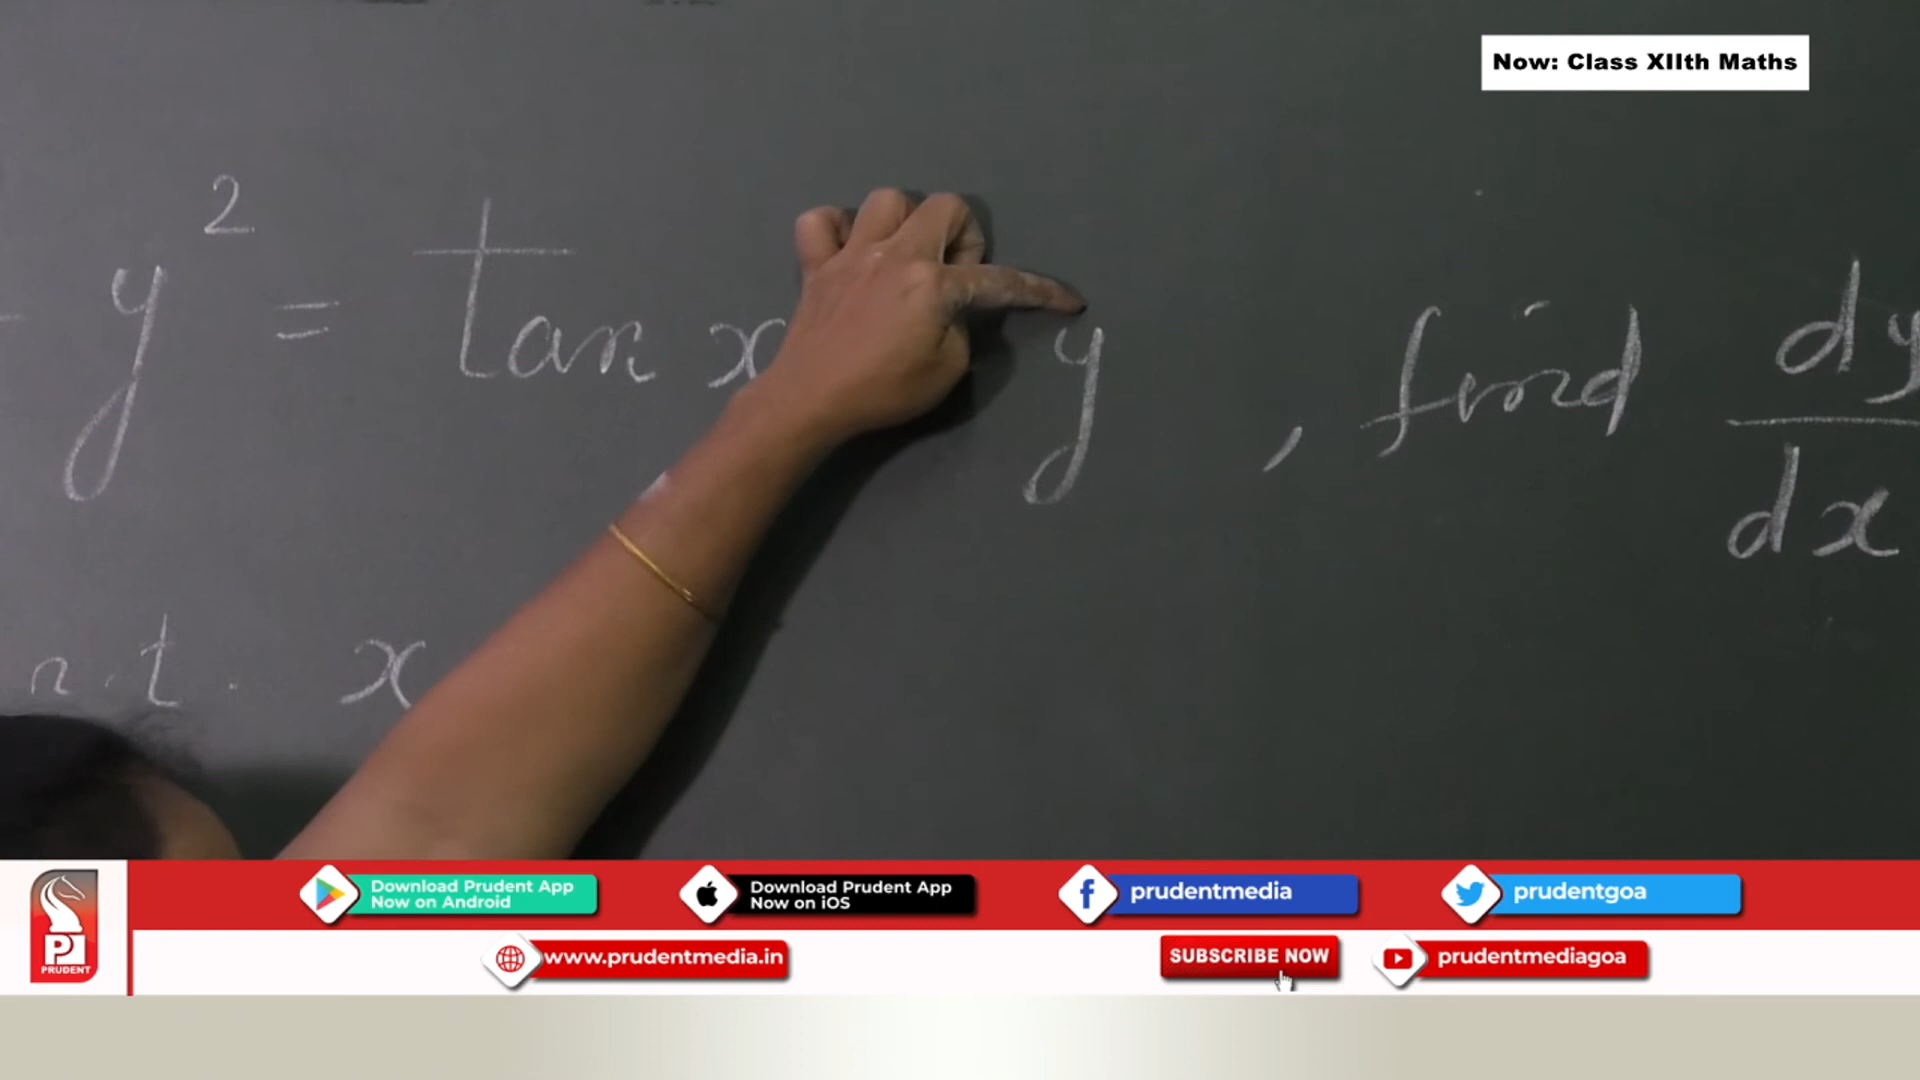 Now: Class XIIth Maths
- y² = tan x y , find dy/dx
r.t. x
Download Prudent App
Now on Android
Download Prudent App
Now on iOS
prudentmedia
prudentgoa
PRUDENT
www.prudentmedia.in
SUBSCRIBE NOW
prudentmediagoa